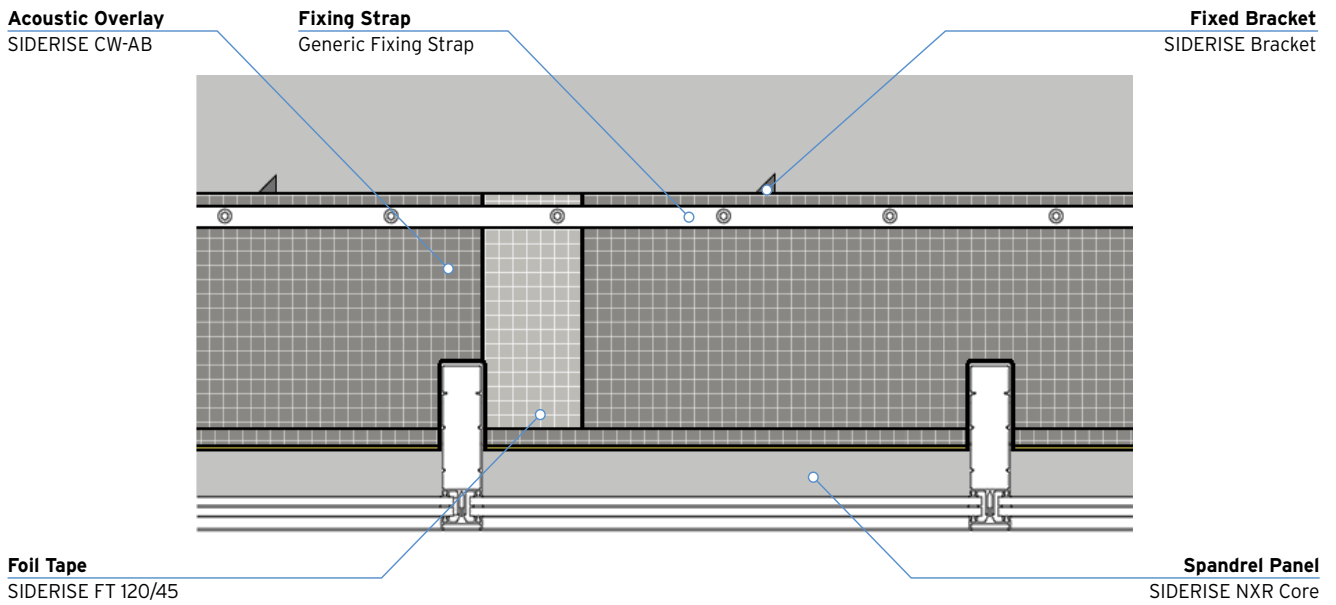 Acoustic Overlay
SIDERISE CW-AB
Fixing Strap
Generic Fixing Strap
Fixed Bracket
SIDERISE Bracket
Foil Tape
SIDERISE FT 120/45
Spandrel Panel
SIDERISE NXR Core